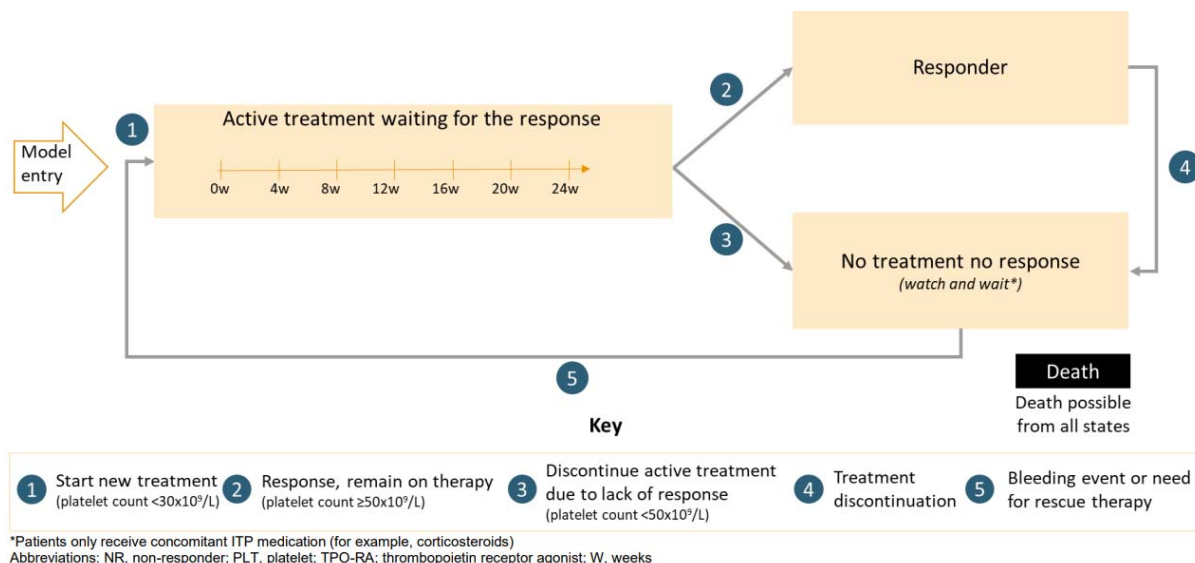 Model
entry
1
Active treatment waiting for the response
0w 4w 8w 12w 16w 20w 24w
2
Responder
3
No treatment no response
(watch and wait*)
4
5
Death
Death possible
from all states
Key
1 Start new treatment
(platelet count <30x10⁹/L)
2 Response, remain on therapy
(platelet count ≥50x10⁹/L)
3 Discontinue active treatment
due to lack of response
(platelet count <50x10⁹/L)
4 Treatment
discontinuation
5 Bleeding event or need
for rescue therapy
*Patients only receive concomitant ITP medication (for example, corticosteroids)
Abbreviations: NR, non-responder; PLT, platelet; TPO-RA; thrombopoietin receptor agonist; W, weeks